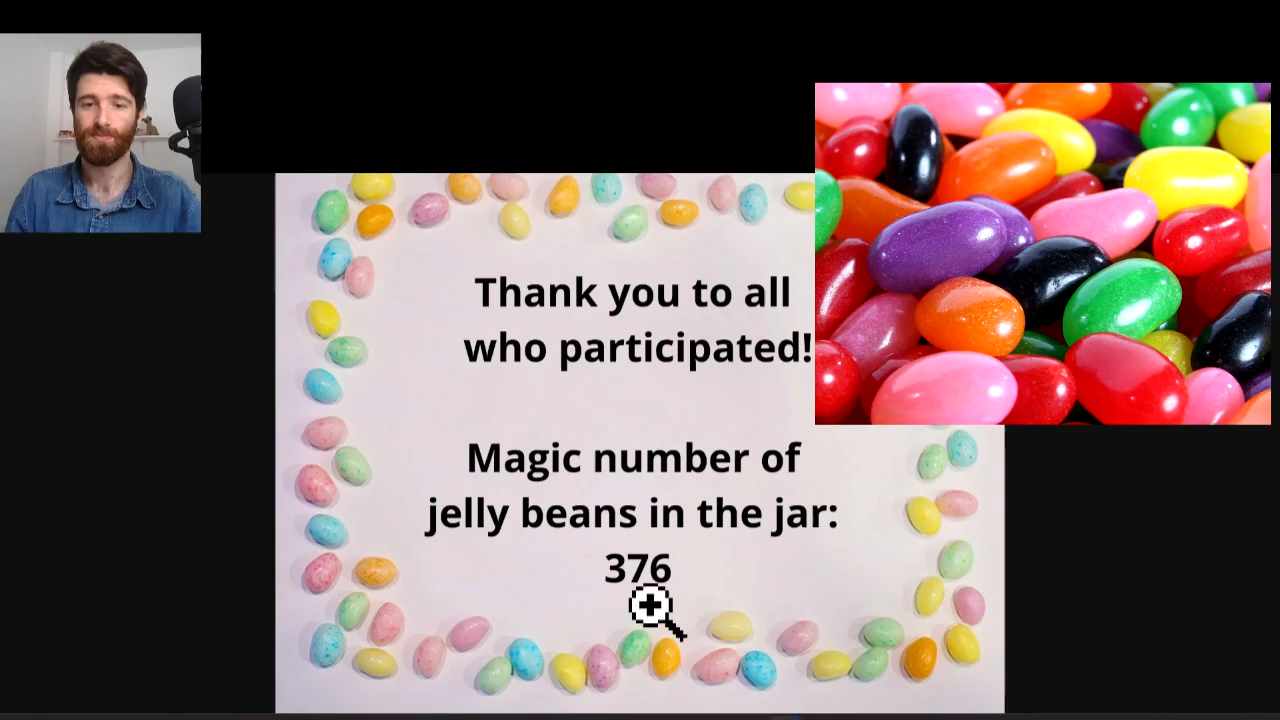 Thank you to all
who participated!
Magic number of
jelly beans in the jar:
376